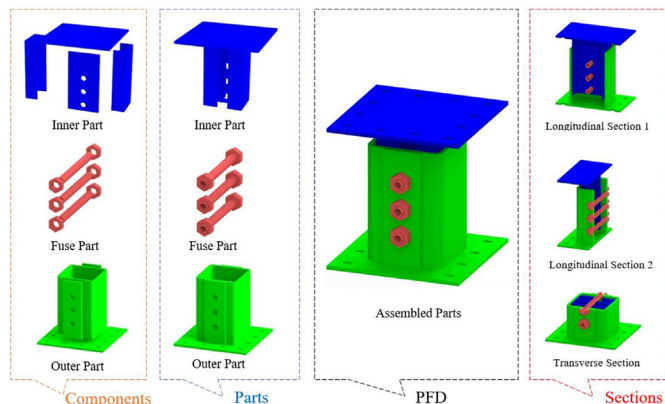 Inner Part
Fuse Part
Outer Part
Components
Inner Part
Fuse Part
Outer Part
Parts
Assembled Parts
PFD
Longitudinal Section 1
Longitudinal Section 2
Transverse Section
Sections